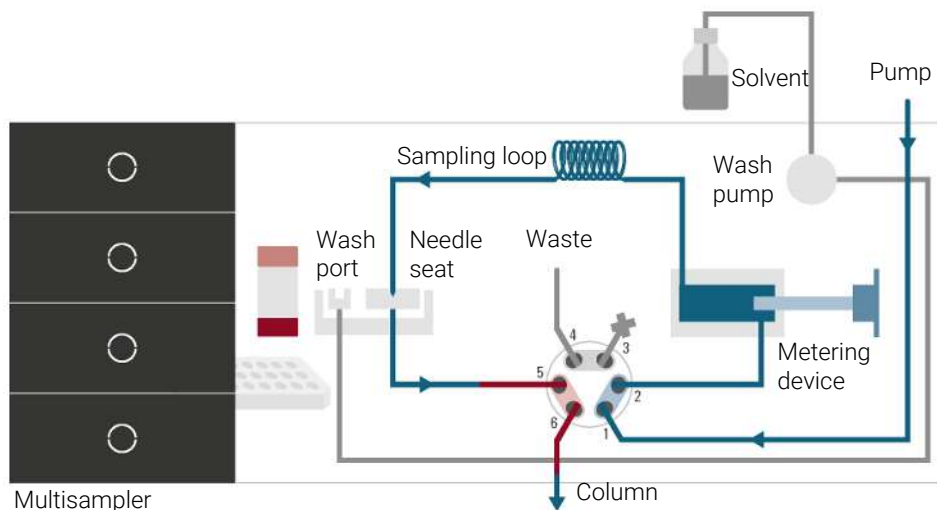 Solvent
Pump
Sampling loop
Wash
pump
Wash
port
Needle
seat
Waste
4
3
Metering
device
5
2
6
1
Column
Multisampler